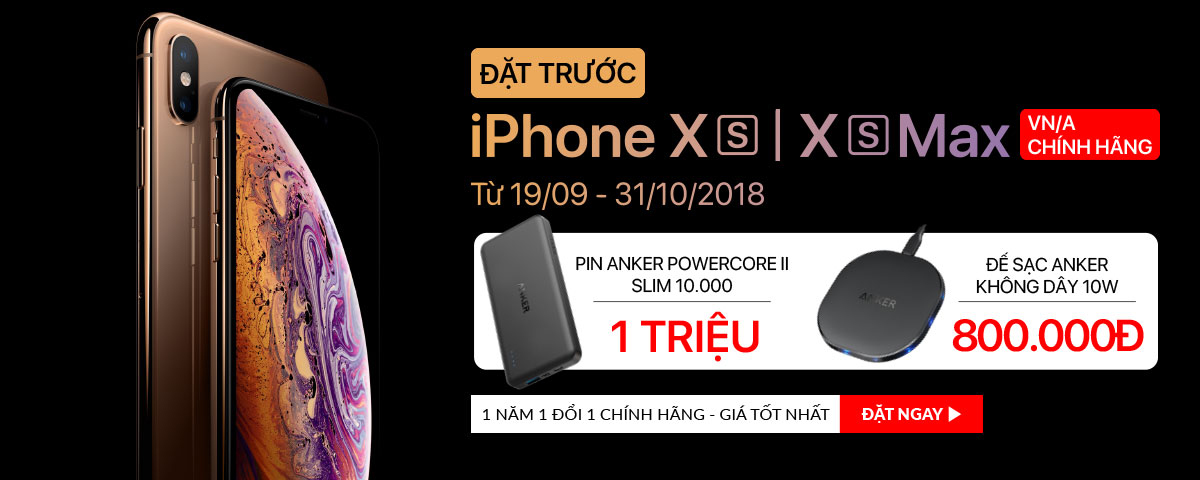 ĐẶT TRƯỚC
iPhone XS | XS Max
VN/A
CHÍNH HÃNG
Từ 19/09 - 31/10/2018
ANKER
PIN ANKER POWERCORE II
SLIM 10.000
1 TRIỆU
ANKER
ĐẾ SẠC ANKER
KHÔNG DÂY 10W
800.000Đ
1 NĂM 1 ĐỔI 1 CHÍNH HÃNG - GIÁ TỐT NHẤT
ĐẶT NGAY ▶